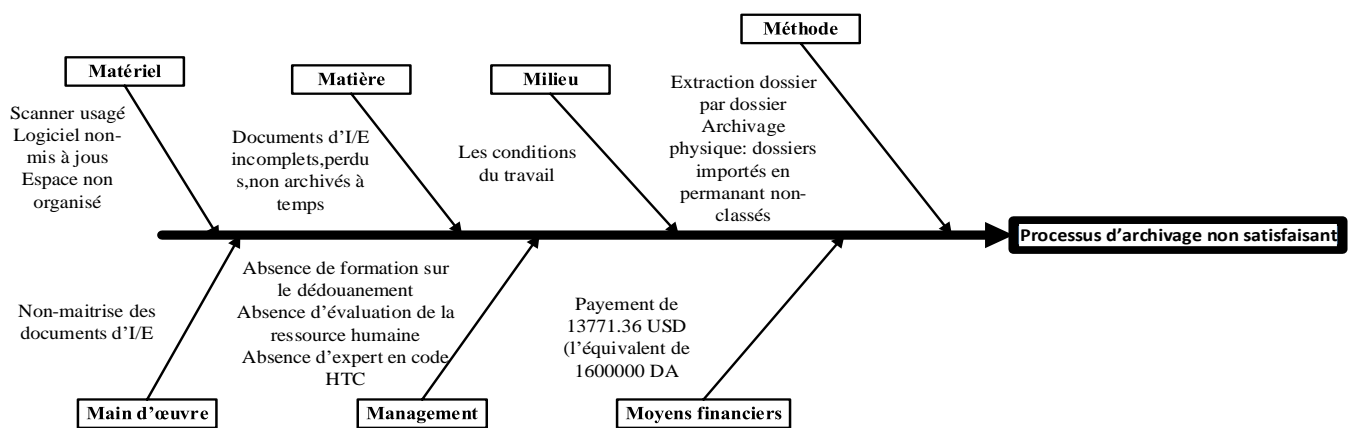 Méthode
Matériel
Matière
Milieu
Scanner usagé
Logiciel non-
mis à jous
Espace non
organisé
Documents d'I/E
incomplets,perdu
s,non archivés à
temps
Les conditions
du travail
Extraction dossier
par dossier
Archivage
physique: dossiers
importés en
permanant non-
classés
Processus d'archivage non satisfaisant
Non-maitrise des
documents d'I/E
Absence de formation sur
le dédouanement
Absence d'évaluation de la
ressource humaine
Absence d'expert en code
HTC
Payement de
13771.36 USD
(l'équivalent de
1600000 DA
Main d'œuvre
Management
Moyens financiers